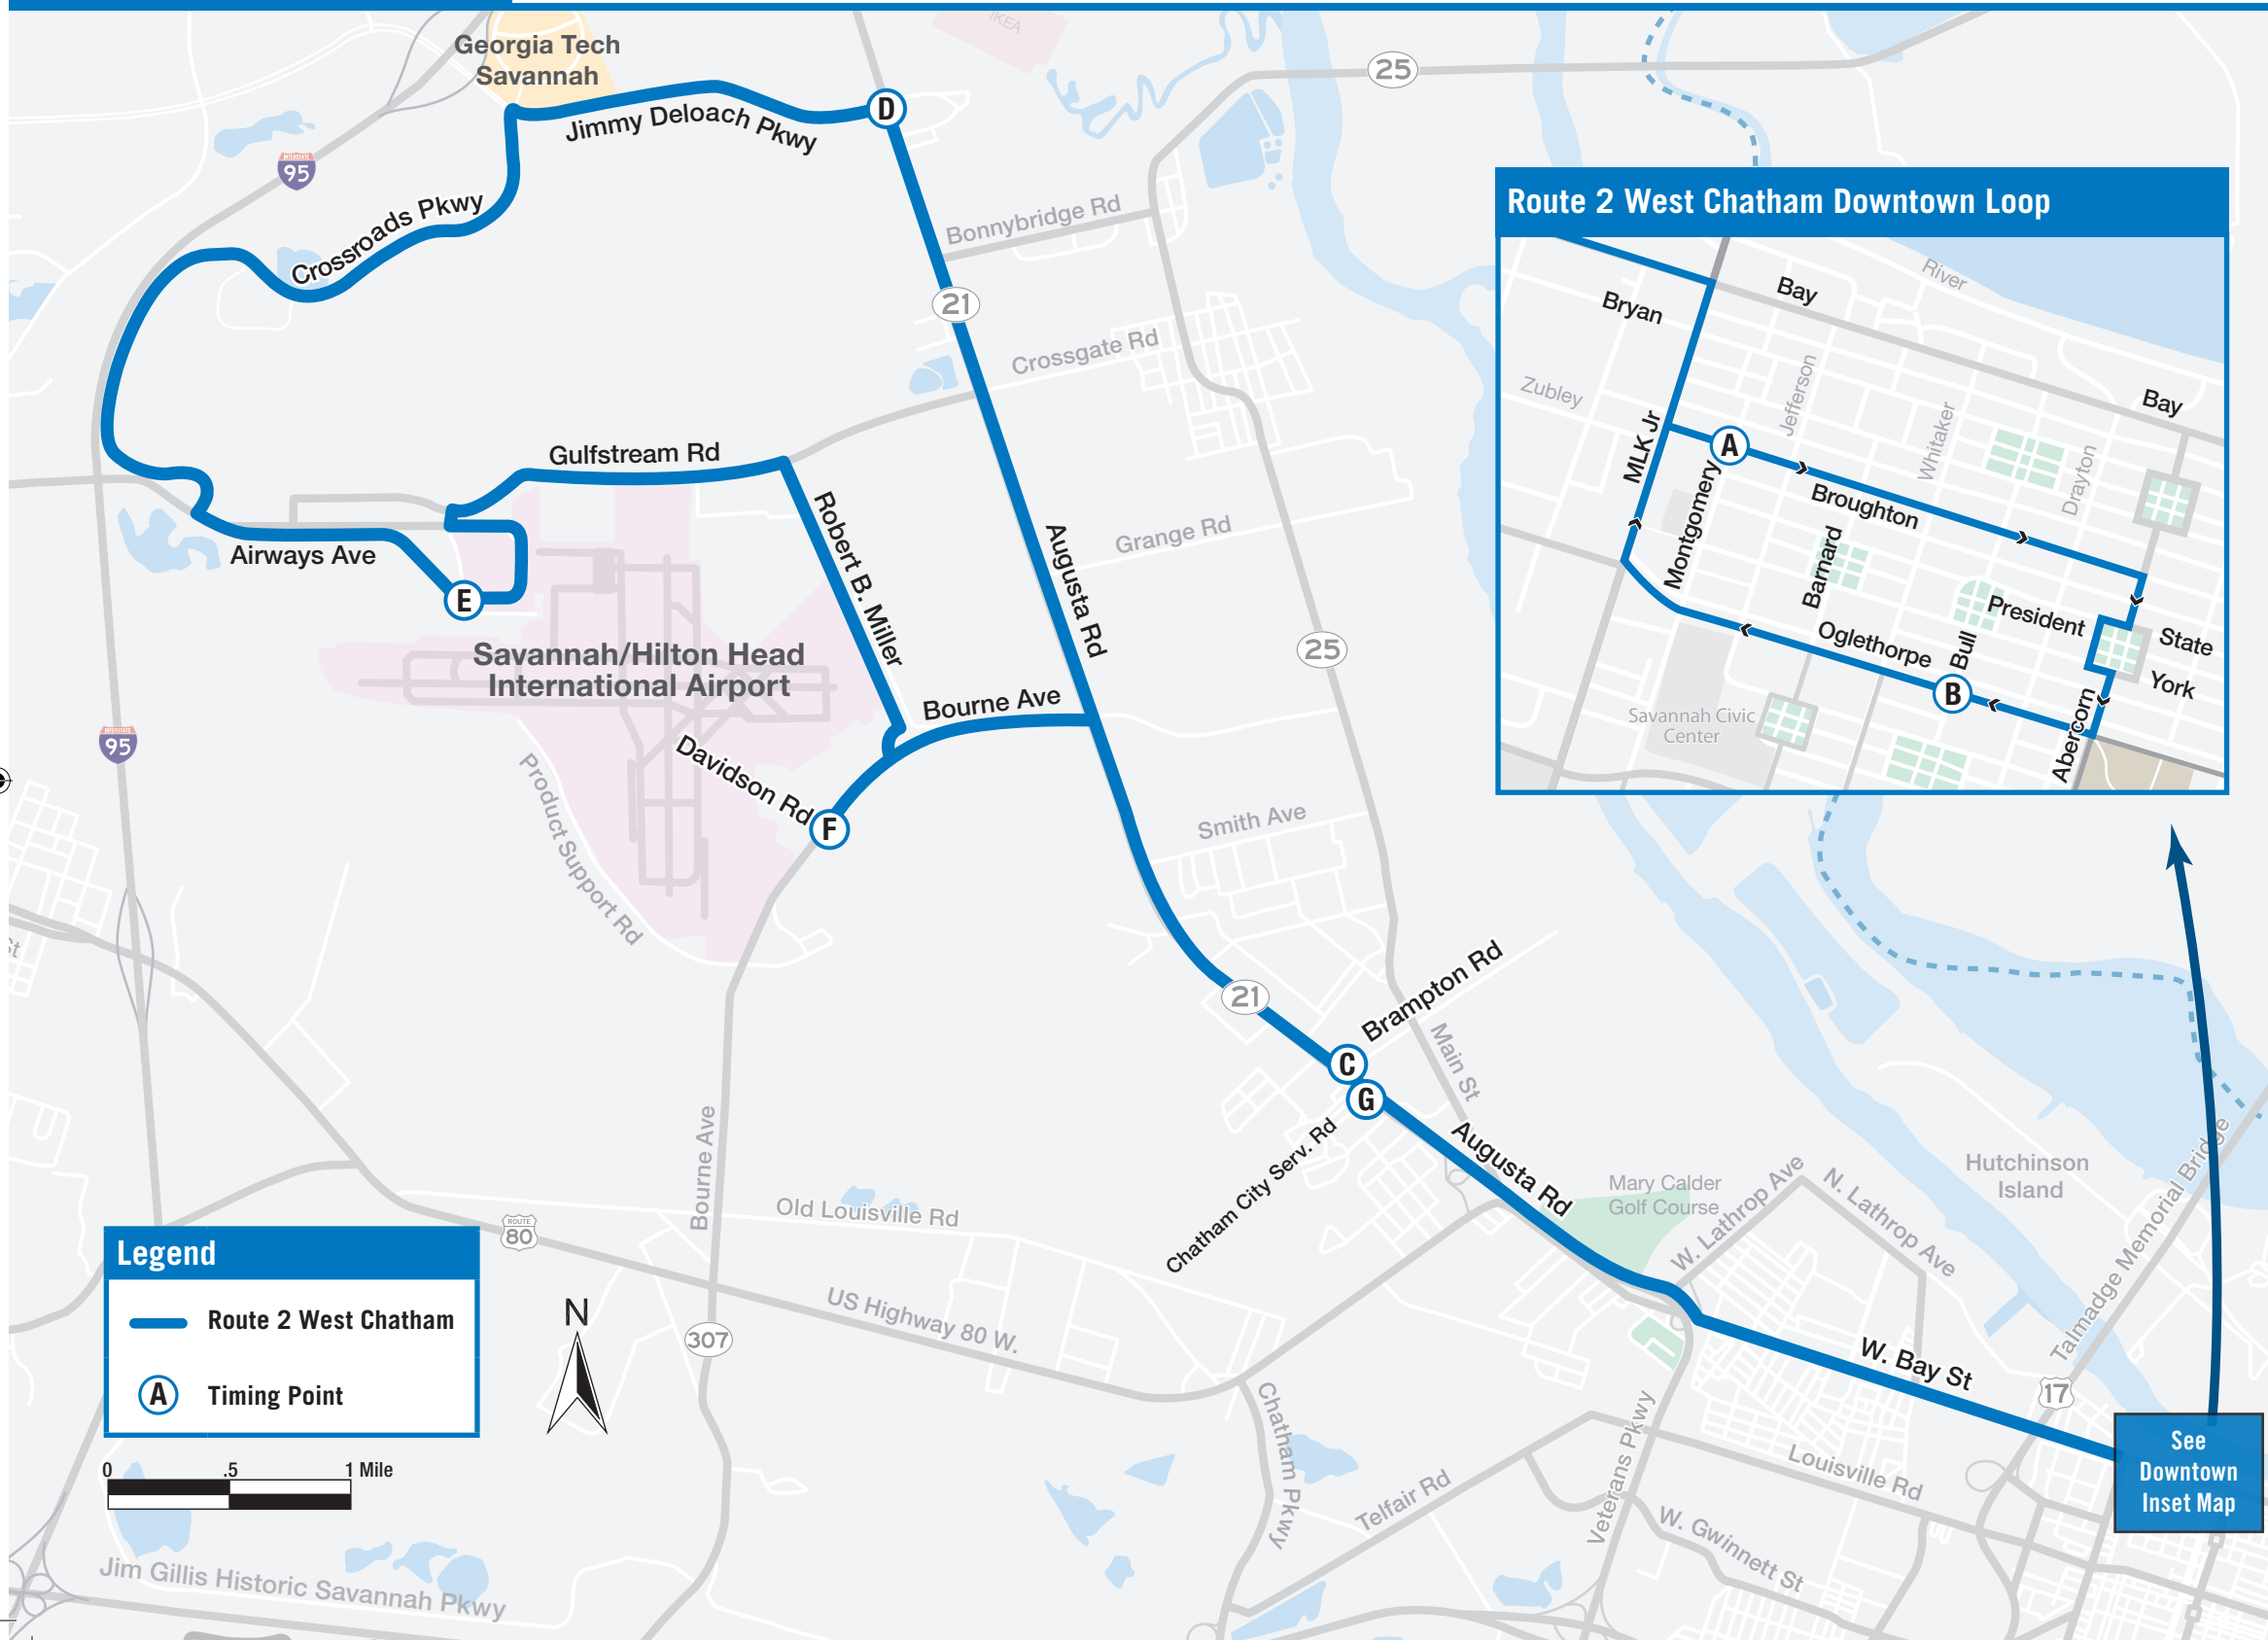 Georgia Tech
Savannah
IKEA
25
D
Jimmy Deloach Pkwy
INTERSTATE
95
Crossroads Pkwy
Bonnybridge Rd
21
Crossgate Rd
Gulfstream Rd
Robert B. Miller
Augusta Rd
Grange Rd
Airways Ave
E
Savannah/Hilton Head
International Airport
25
Bourne Ave
INTERSTATE
95
Davidson Rd
F
Product Support Rd
Smith Ave
St
21
Brampton Rd
C
G
Main St
Chatham City Serv. Rd
Augusta Rd
Bourne Ave
Old Louisville Rd
Mary Calder
Golf Course
W. Lathrop Ave
N. Lathrop Ave
Hutchinson
Island
Talmadge Memorial Bridge
ROUTE
80
US Highway 80 W.
307
W. Bay St
17
Chatham Pkwy
Telfair Rd
Veterans Pkwy
Louisville Rd
W. Gwinnett St
Jim Gillis Historic Savannah Pkwy
See
Downtown
Inset Map
Route 2 West Chatham Downtown Loop
River
Bay
Bryan
Zubley
Jefferson
Whitaker
Drayton
Bay
MLK Jr
A
Montgomery
Broughton
Barnard
President
State
Oglethorpe
Bull
York
B
Abercorn
Savannah Civic
Center
Legend
Route 2 West Chatham
A Timing Point
N
0 .5 1 Mile